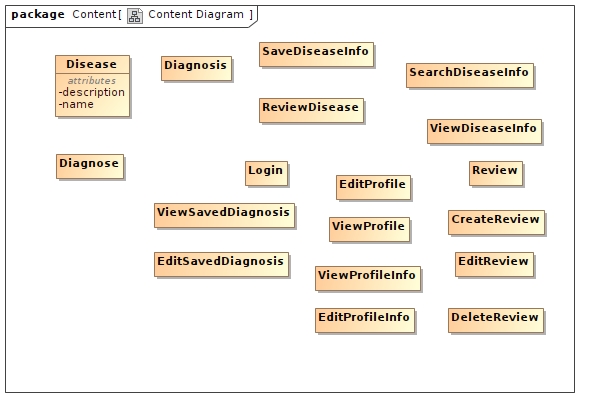 package Content [ Content Diagram ]
Disease
attributes
-description
-name
Diagnosis
SaveDiseaseInfo
SearchDiseaseInfo
ReviewDisease
ViewDiseaseInfo
Diagnose
Login
EditProfile
Review
ViewSavedDiagnosis
ViewProfile
CreateReview
EditSavedDiagnosis
ViewProfileInfo
EditReview
EditProfileInfo
DeleteReview